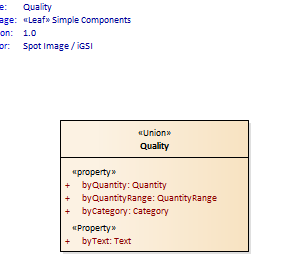 e: Quality
age: «Leaf» Simple Components
on: 1.0
or: Spot Image / iGSI
«Union»
Quality
«property»
+ byQuantity: Quantity
+ byQuantityRange: QuantityRange
+ byCategory: Category
«Property»
+ byText: Text